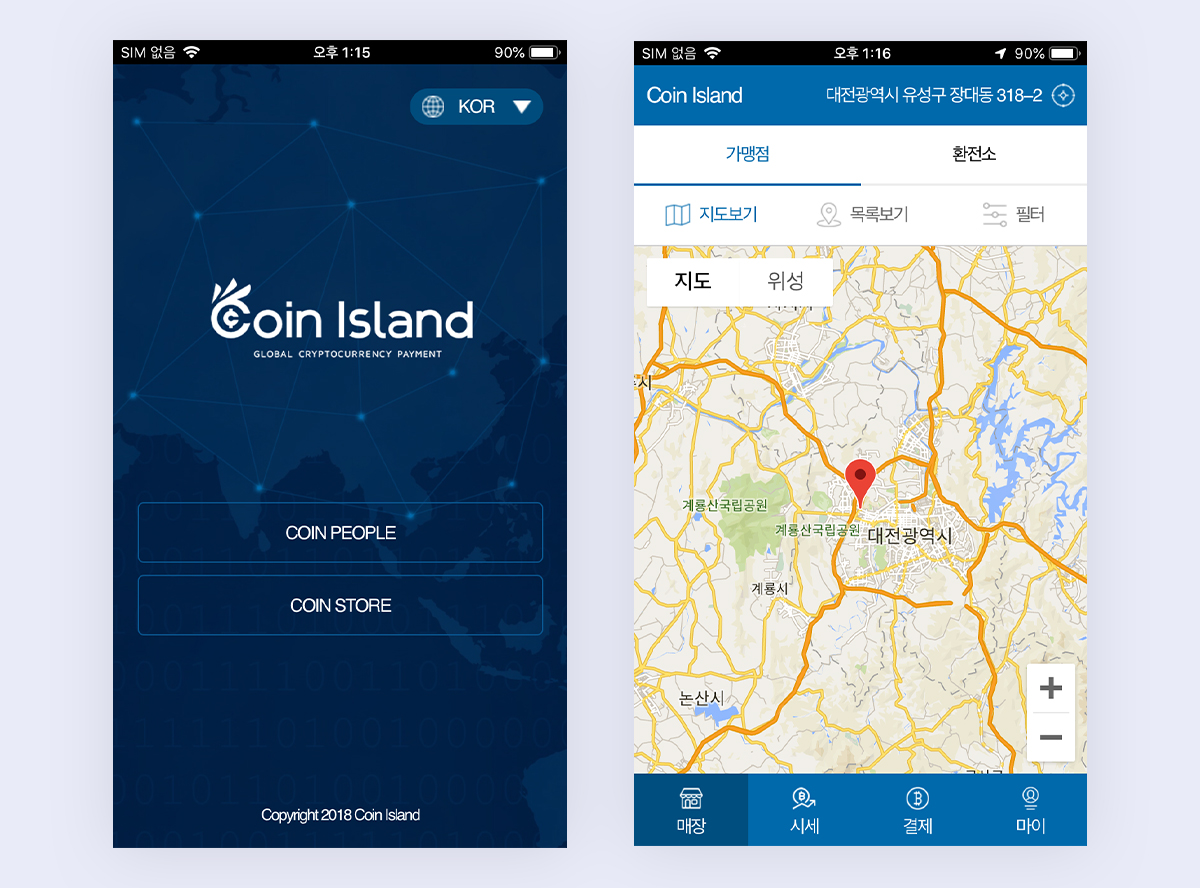 SIM 없음
오후 1:15
90%
KOR
Coin Island
GLOBAL CRYPTOCURRENCY PAYMENT
COIN PEOPLE
COIN STORE
Copyright 2018 Coin Island
SIM 없음
오후 1:16
90%
Coin Island
대전광역시 유성구 장대동 318-2
가맹점
환전소
지도보기
목록보기
필터
지도
위성
계룡산국립공원
계룡산국립공원
대전광역시
계룡시
논산시
매장
시세
결제
마이